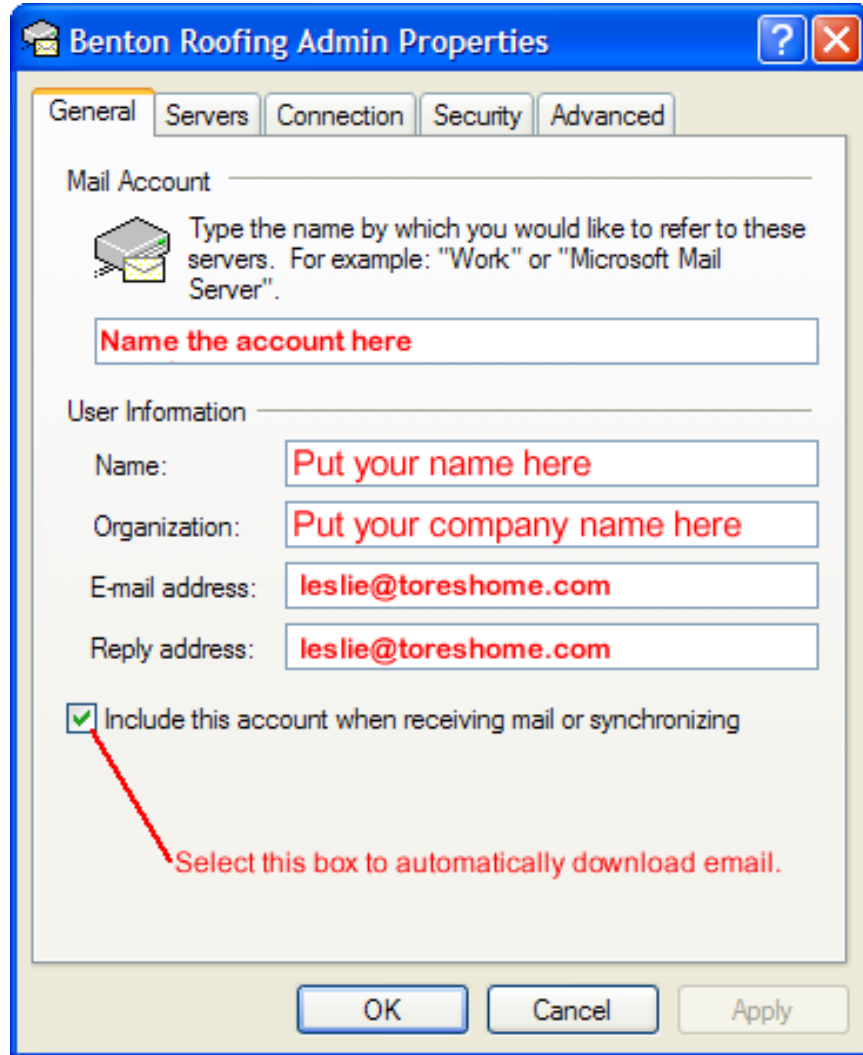 Benton Roofing Admin Properties
General Servers Connection Security Advanced
Mail Account
Type the name by which you would like to refer to these
servers. For example: "Work" or "Microsoft Mail
Server".
Name the account here
User Information
Name: Put your name here
Organization: Put your company name here
E-mail address: leslie@toreshome.com
Reply address: leslie@toreshome.com
Include this account when receiving mail or synchronizing
Select this box to automatically download email.
OK Cancel Apply